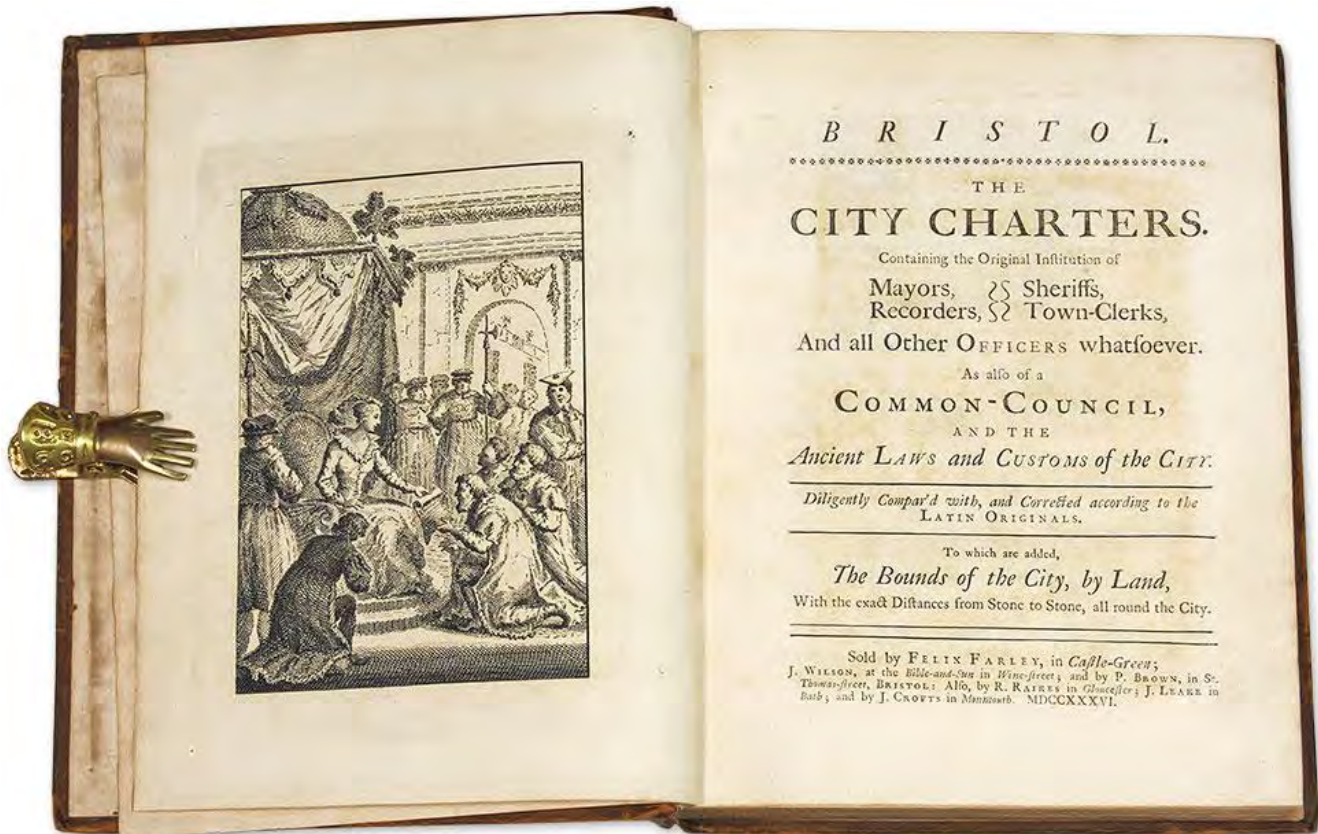 BRISTOL.
THE
CITY CHARTERS.
Containing the Original Inſtitution of
Mayors, Sheriffs,
Recorders, Town-Clerks,
And all Other OFFICERS whatſoever.
As alſo of a
COMMON-COUNCIL,
AND THE
Ancient LAWS and CUSTOMS of the CITY.
Diligently Compar'd with, and Corrected according to the
LATIN ORIGINALS.
To which are added,
The Bounds of the City, by Land,
With the exact Diſtances from Stone to Stone, all round the City.
Sold by FELIX FARLEY, in Caſtle-Green;
J. WILSON, at the Bible-and-Sun in Wine-ſtreet; and by P. BROWN, in St.
Thomas-ſtreet, BRISTOL: Alſo, by R. RAIKES in Glouceſter; J. LEAKE in
Bath; and by J. CROFTS in Monmouth. MDCCXXXVI.